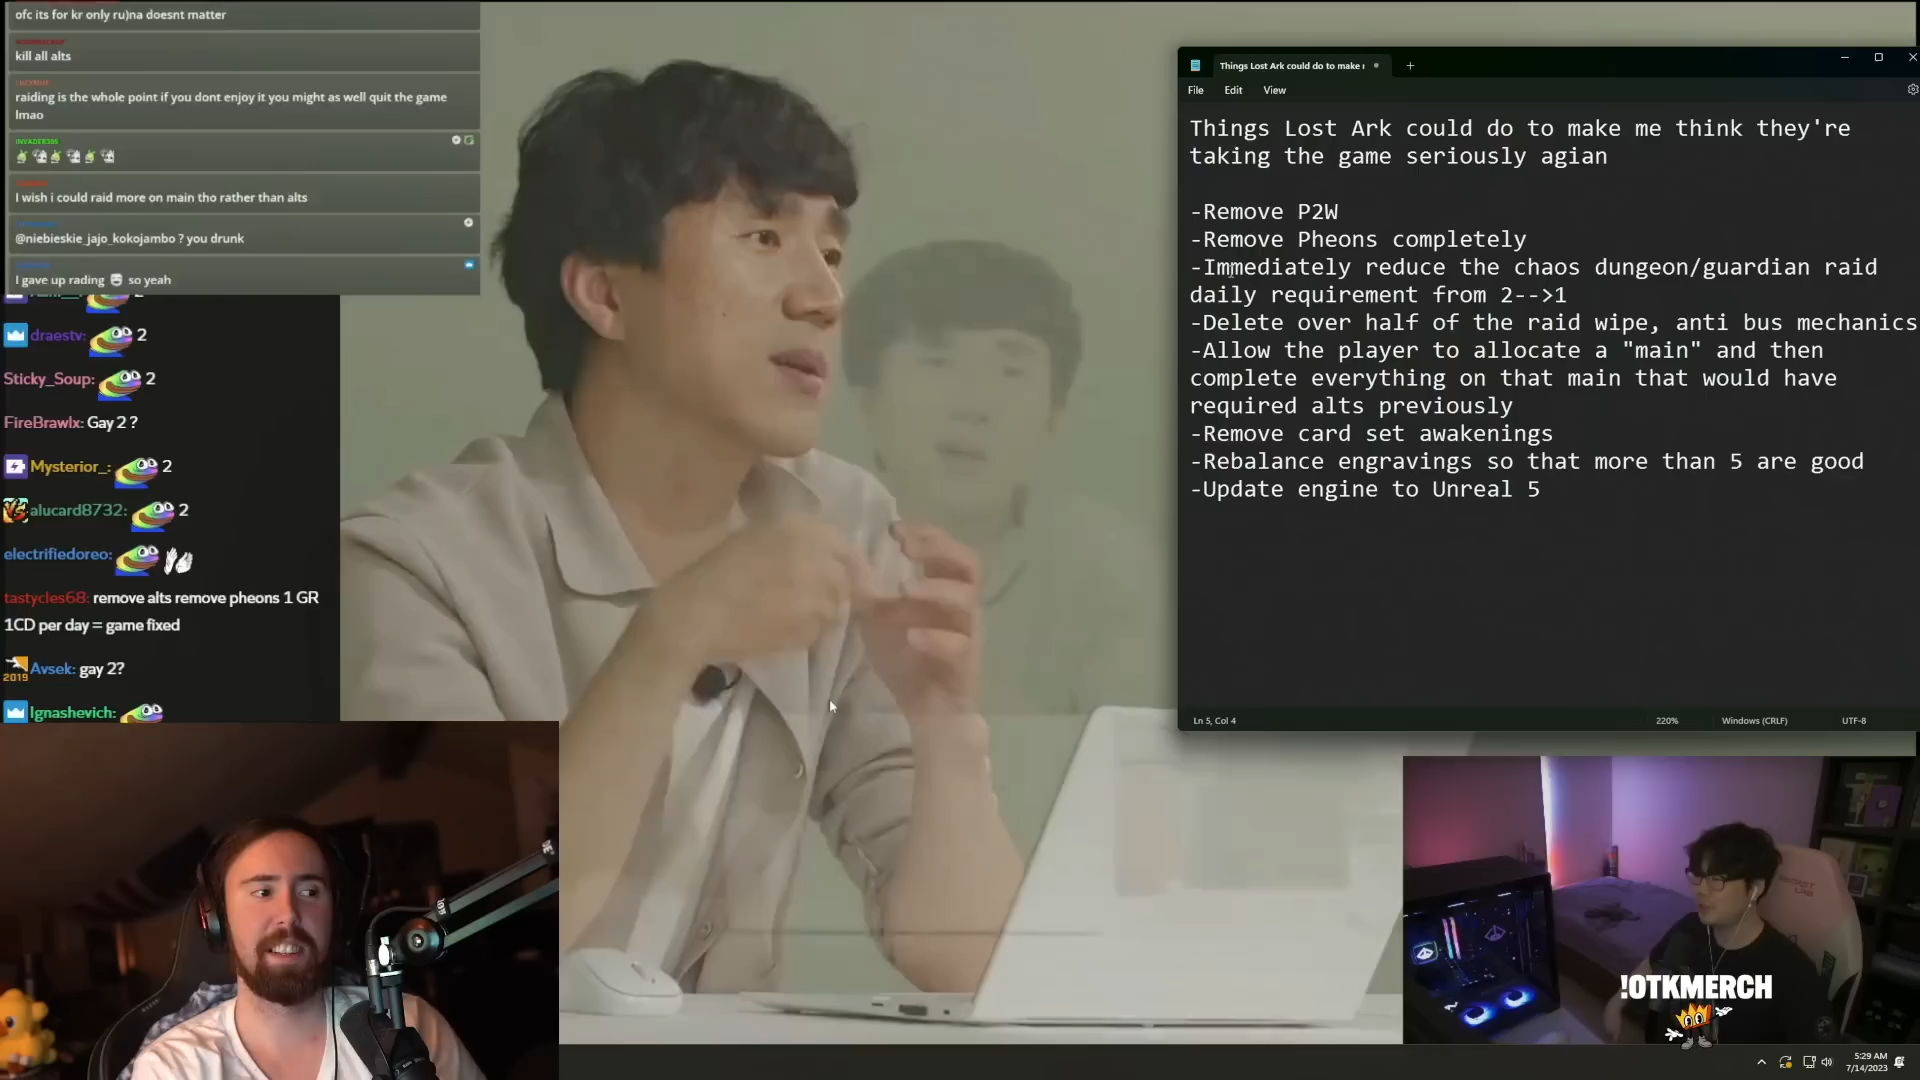 ofc its for kr only ru)na doesnt matter
kill all alts
raiding is the whole point if you dont enjoy it you might as well quit the game
lmao
INVADER305
I wish i could raid more on main tho rather than alts
@niebieskie_jajo_kokojambo ? you drunk
I gave up rading so yeah
draestv: 2
Sticky_Soup: 2
FireBrawlx: Gay 2 ?
Mysterior_: 2
alucard8732: 2
electrifiedoreo:
tastycles68: remove alts remove pheons 1 GR
1CD per day = game fixed
2019 Avsek: gay 2?
Ignashevich:
Things Lost Ark could do to make
File Edit View
Things Lost Ark could do to make me think they're
taking the game seriously agian
-Remove P2W
-Remove Pheons completely
-Immediately reduce the chaos dungeon/guardian raid
daily requirement from 2-->1
-Delete over half of the raid wipe, anti bus mechanics
-Allow the player to allocate a "main" and then
complete everything on that main that would have
required alts previously
-Remove card set awakenings
-Rebalance engravings so that more than 5 are good
-Update engine to Unreal 5
Ln 5, Col 4 220% Windows (CRLF) UTF-8
!OTKMERCH
5:29 AM
7/14/2023